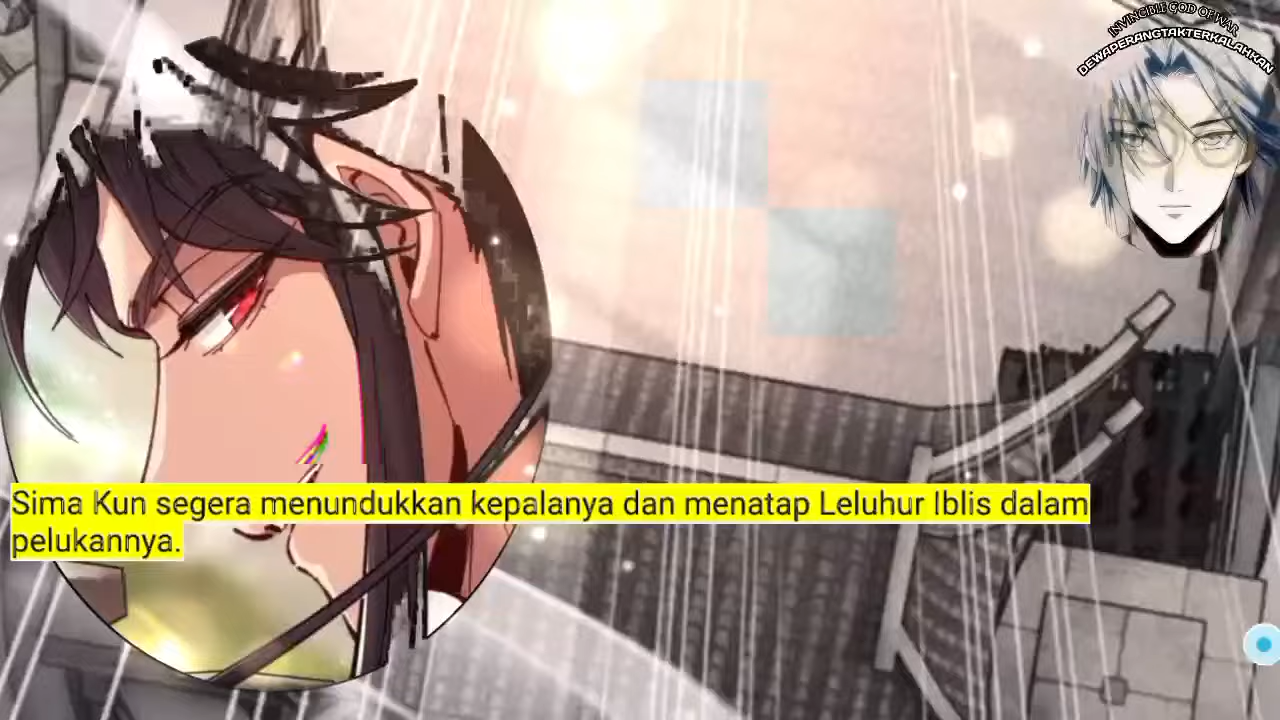 INVINCIBLE GOD OF WAR
DEWAPERANGTAKTERKALAHKAN
Sima Kun segera menundukkan kepalanya dan menatap Leluhur Iblis dalam
pelukannya.